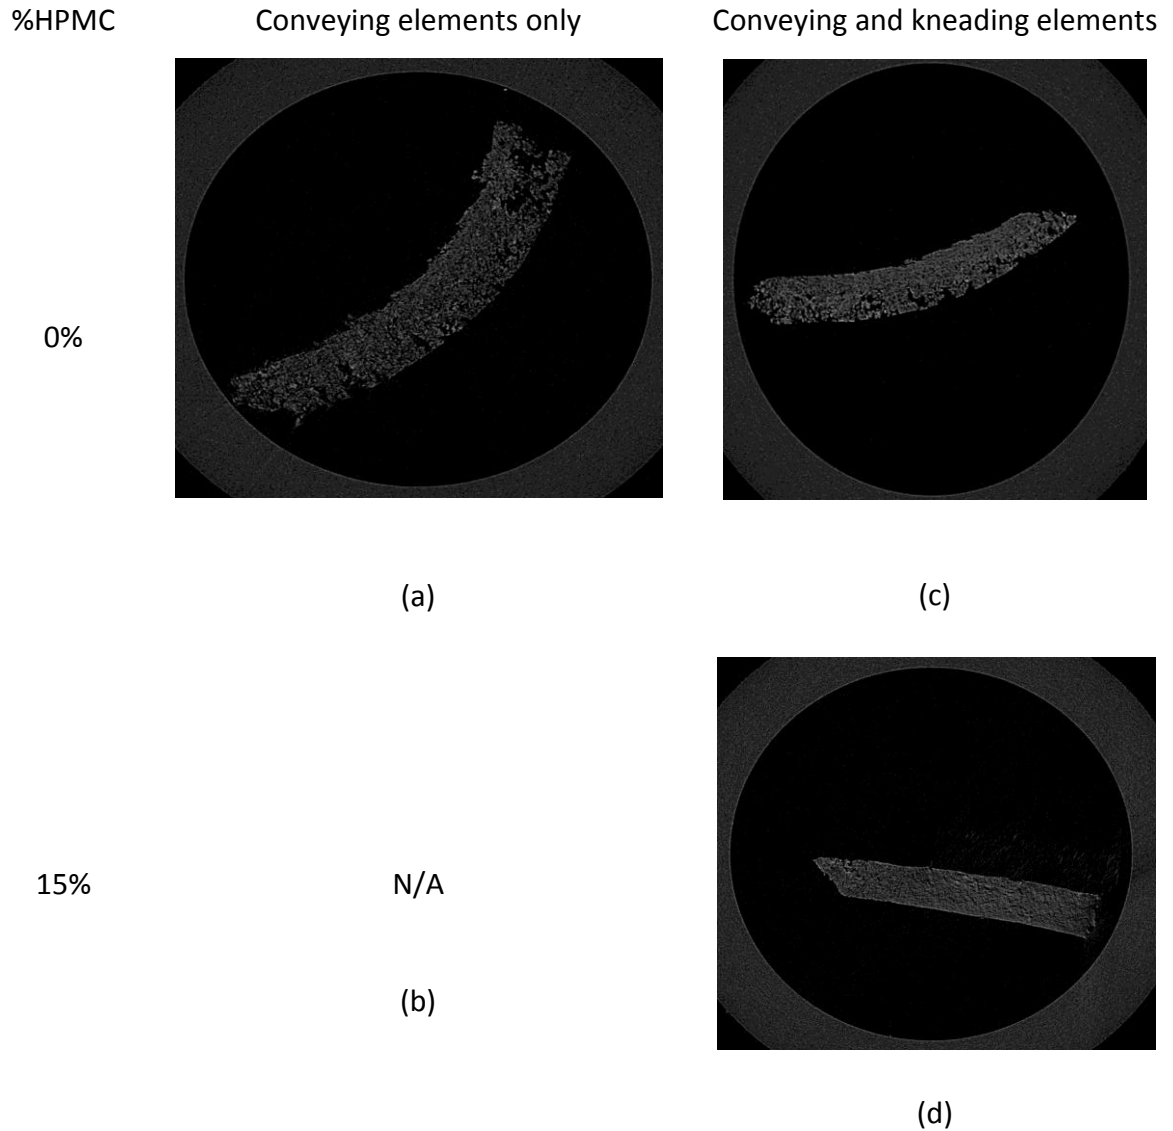 %HPMC Conveying elements only Conveying and kneading elements
0%
(a) (c)
15% N/A
(b)
(d)